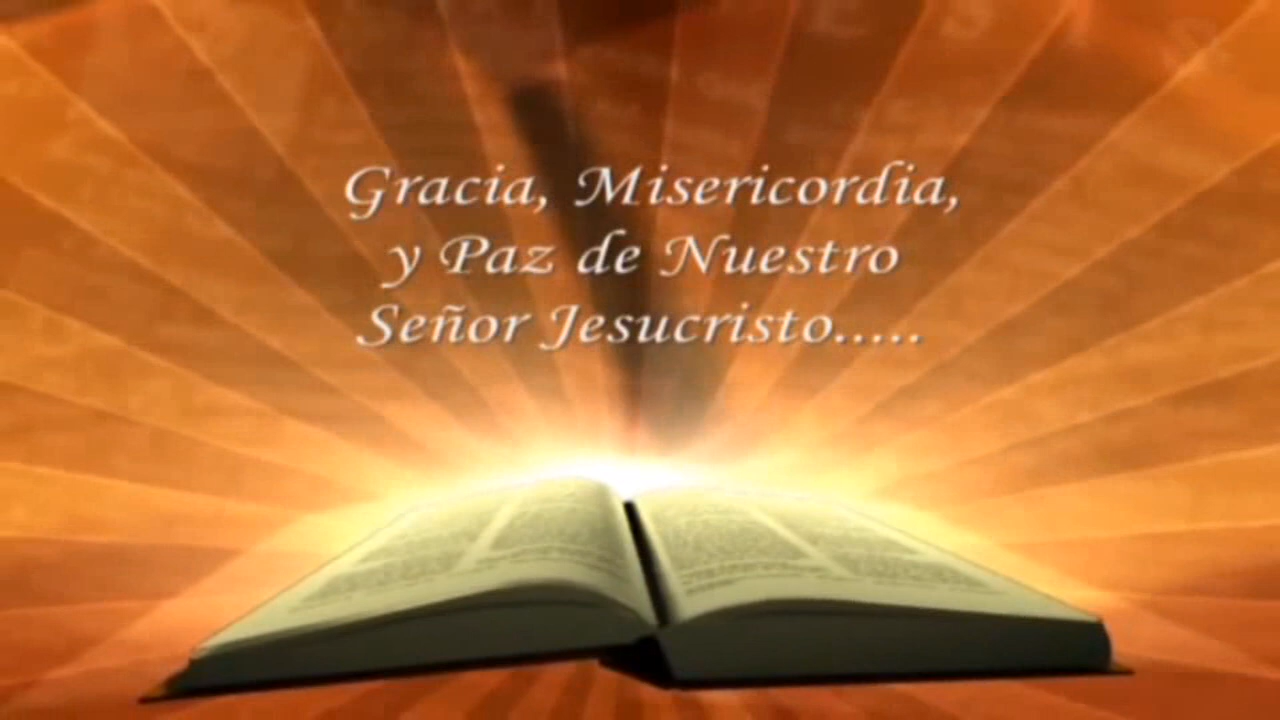 Gracia, Misericordia,
y Paz de Nuestro
Señor Jesucristo.....